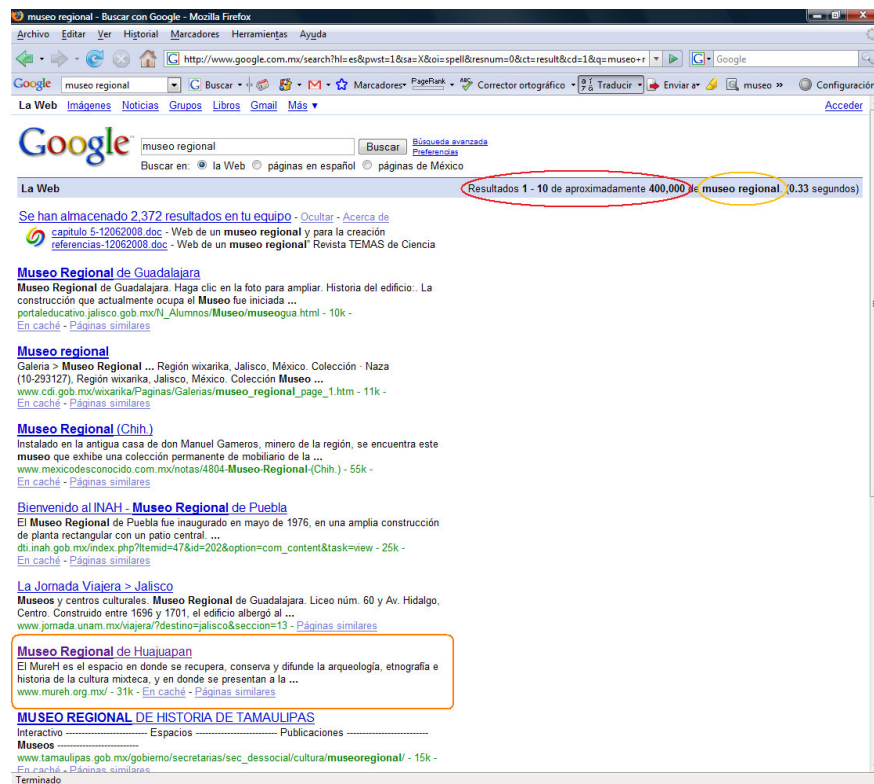 museo regional - Buscar con Google - Mozilla Firefox
Archivo Editar Ver Historial Marcadores Herramientas Ayuda
http://www.google.com.mx/search?hl=es&pwst=1&sa=X&oi=spell&resnum=0&ct=result&cd=1&q=museo+r Google
Google museo regional Buscar Marcadores PageRank Corrector ortográfico Traducir Enviar a museo » Configuración
La Web Imágenes Noticias Grupos Libros Gmail Más ▼ Acceder
Google museo regional Buscar Búsqueda avanzada
Preferencias
Buscar en: la Web páginas en español páginas de México
La Web Resultados 1 - 10 de aproximadamente 400,000 de museo regional. (0.33 segundos)
Se han almacenado 2,372 resultados en tu equipo - Ocultar - Acerca de
capitulo 5-12062008.doc - Web de un museo regional y para la creación
referencias-12062008.doc - Web de un museo regional" Revista TEMAS de Ciencia
Museo Regional de Guadalajara
Museo Regional de Guadalajara. Haga clic en la foto para ampliar. Historia del edificio:. La
construcción que actualmente ocupa el Museo fue iniciada ...
portaleducativo.jalisco.gob.mx/N_Alumnos/Museo/museogua.html - 10k -
En caché - Páginas similares
Museo regional
Galeria > Museo Regional ... Región wixarika, Jalisco, México. Colección · Naza
(10-293127), Región wixarika, Jalisco, México. Colección Museo ...
www.cdi.gob.mx/wixarika/Paginas/Galerias/museo_regional_page_1.htm - 11k -
En caché - Páginas similares
Museo Regional (Chih.)
Instalado en la antigua casa de don Manuel Gameros, minero de la región, se encuentra este
museo que exhibe una colección permanente de mobiliario de la ...
www.mexicodesconocido.com.mx/notas/4804-Museo-Regional-(Chih.) - 55k -
En caché - Páginas similares
Bienvenido al INAH - Museo Regional de Puebla
El Museo Regional de Puebla fue inaugurado en mayo de 1976, en una amplia construcción
de planta rectangular con un patio central. ...
dti.inah.gob.mx/index.php?Itemid=47&id=202&option=com_content&task=view - 25k -
En caché - Páginas similares
La Jornada Viajera > Jalisco
Museos y centros culturales. Museo Regional de Guadalajara. Liceo núm. 60 y Av. Hidalgo,
Centro. Construido entre 1696 y 1701, el edificio albergó al ...
www.jornada.unam.mx/viajera/?destino=jalisco&seccion=13 - Páginas similares
Museo Regional de Huajuapan
El MureH es el espacio en donde se recupera, conserva y difunde la arqueología, etnografía e
historia de la cultura mixteca, y en donde se presentan a la ...
www.mureh.org.mx/ - 31k - En caché - Páginas similares
MUSEO REGIONAL DE HISTORIA DE TAMAULIPAS
Interactivo -------------------------- Espacios -------------------------- Publicaciones --------------------------
Museos --------------------------
www.tamaulipas.gob.mx/gobierno/secretarias/sec_dessocial/cultura/museoregional/ - 15k -
En caché - Páginas similares
Terminado